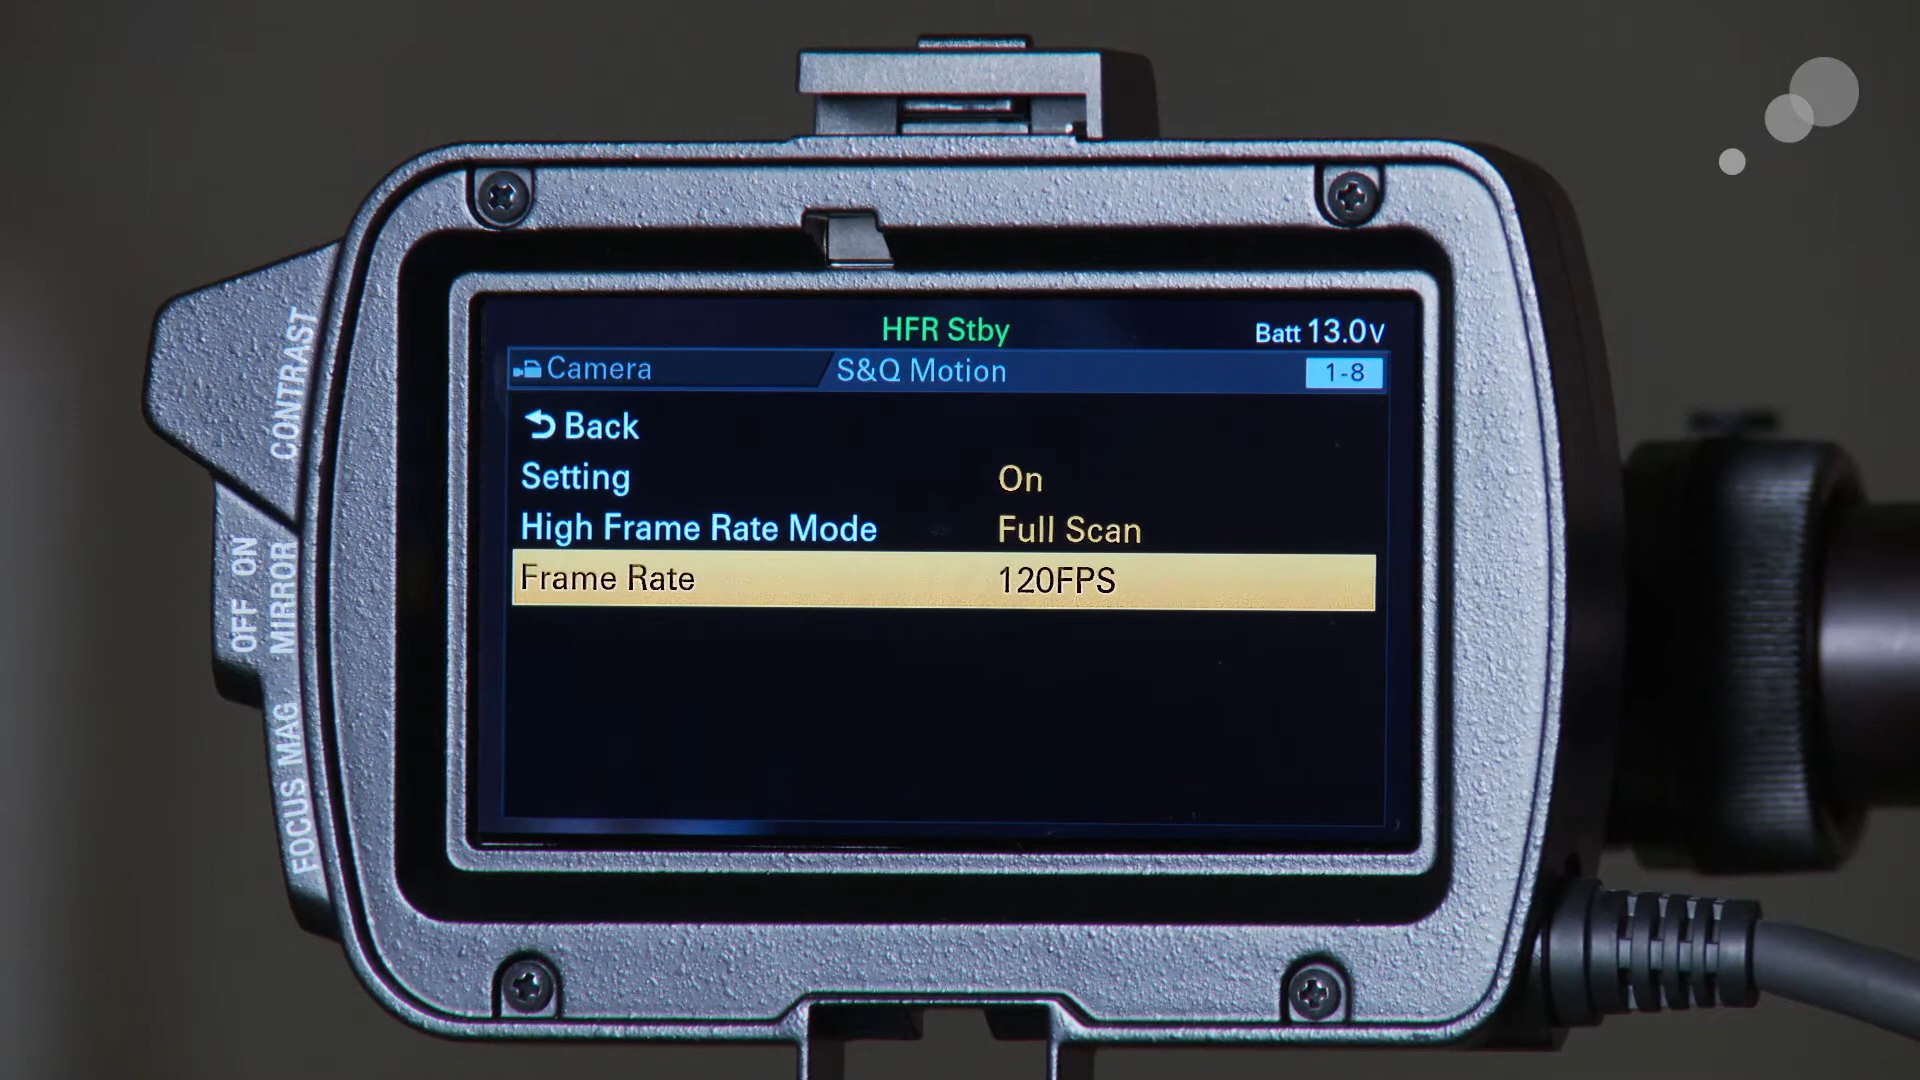 HFR Stby
Batt 13.0V
Camera
S&Q Motion
1-8
Back
Setting On
High Frame Rate Mode Full Scan
Frame Rate 120FPS
CONTRAST
OFF ON
MIRROR
FOCUS MAG